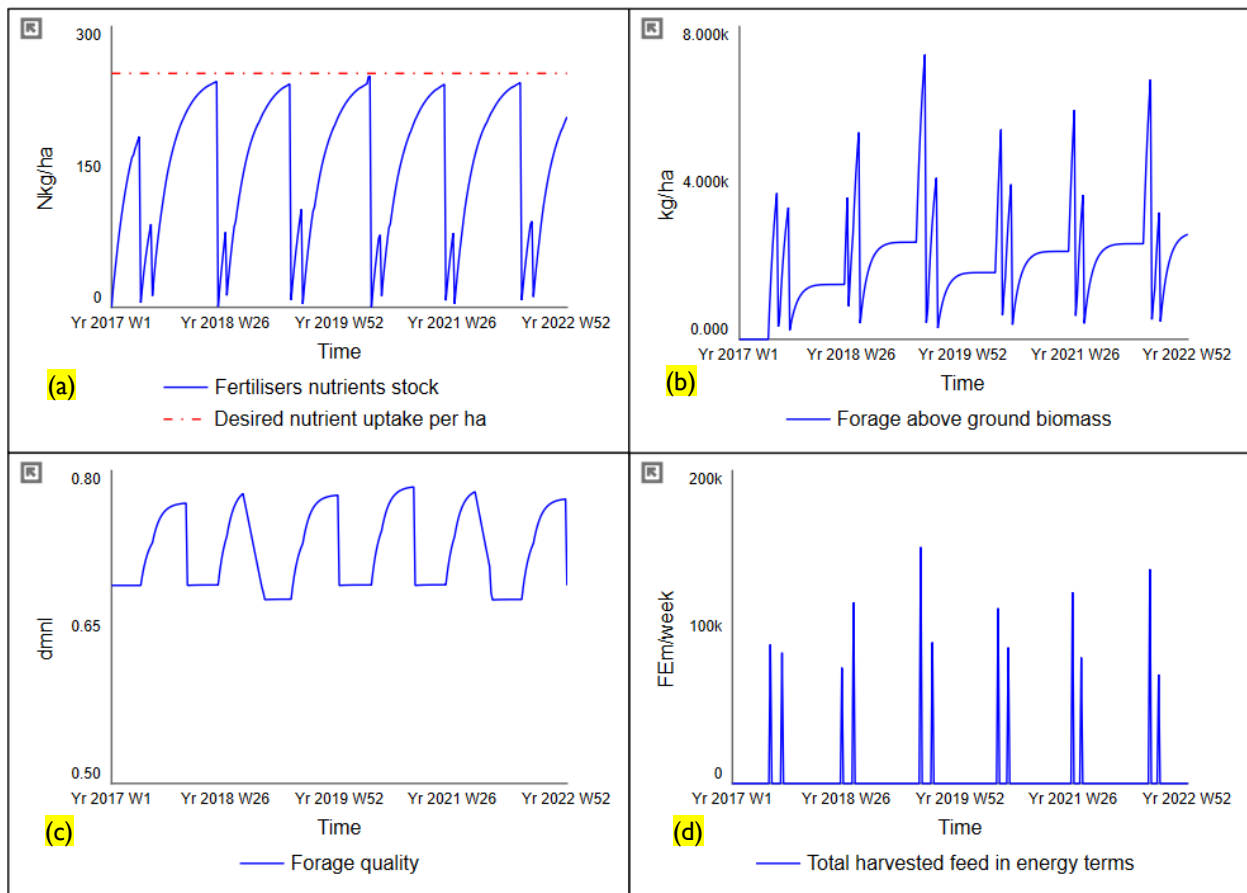 300
150
0
Nkg/ha
Yr 2017 W1 Yr 2018 W26 Yr 2019 W52 Yr 2021 W26 Yr 2022 W52
Time
(a)
Fertilisers nutrients stock
Desired nutrient uptake per ha
8.000k
4.000k
0.000
kg/ha
Yr 2017 W1 Yr 2018 W26 Yr 2019 W52 Yr 2021 W26 Yr 2022 W52
Time
(b)
Forage above ground biomass
0.80
0.65
0.50
dmnl
Yr 2017 W1 Yr 2018 W26 Yr 2019 W52 Yr 2021 W26 Yr 2022 W52
Time
(c)
Forage quality
200k
100k
0
FEm/week
Yr 2017 W1 Yr 2018 W26 Yr 2019 W52 Yr 2021 W26 Yr 2022 W52
Time
(d)
Total harvested feed in energy terms